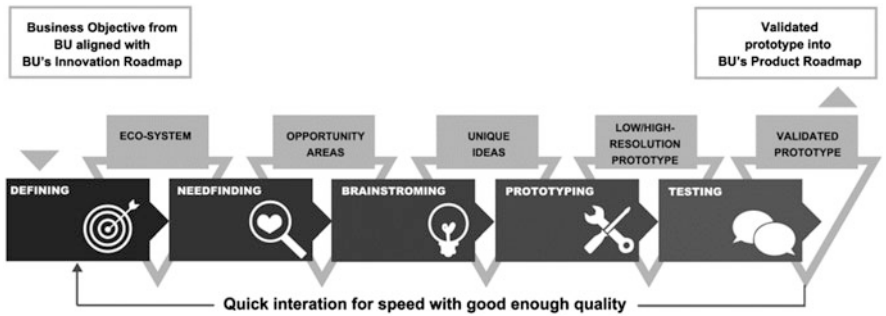 Business Objective from
BU aligned with
BU's Innovation Roadmap
Validated
prototype into
BU's Product Roadmap
ECO-SYSTEM
OPPORTUNITY
AREAS
UNIQUE
IDEAS
LOW/HIGH-
RESOLUTION
PROTOTYPE
VALIDATED
PROTOTYPE
DEFINING
NEEDFINDING
BRAINSTROMING
PROTOTYPING
TESTING
Quick interation for speed with good enough quality